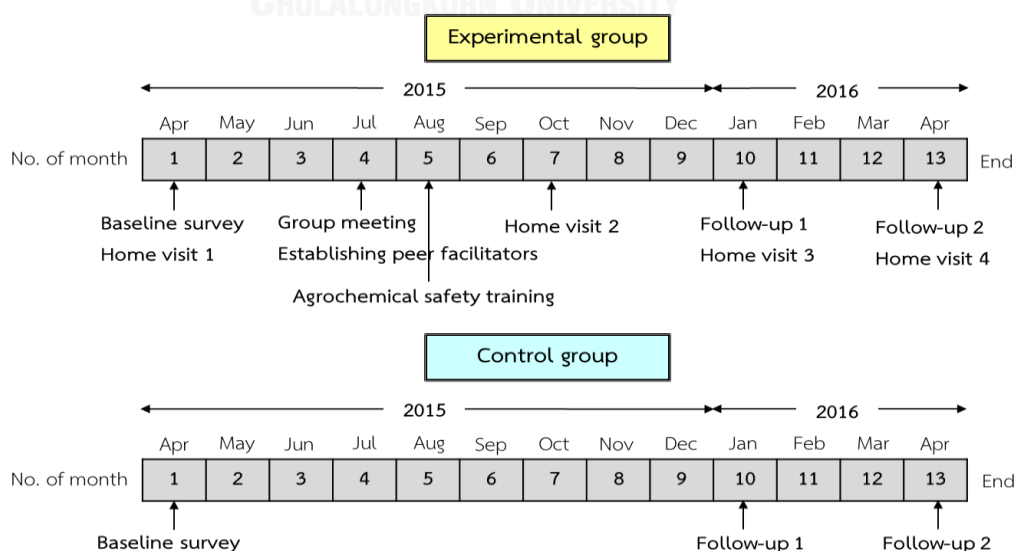 CHULALONGKORN UNIVERSITY
Experimental group
2015 2016
Apr May Jun Jul Aug Sep Oct Nov Dec Jan Feb Mar Apr
No. of month 1 2 3 4 5 6 7 8 9 10 11 12 13 End
Baseline survey Group meeting Home visit 2 Follow-up 1 Follow-up 2
Home visit 1 Establishing peer facilitators Home visit 3 Home visit 4
Agrochemical safety training
Control group
2015 2016
Apr May Jun Jul Aug Sep Oct Nov Dec Jan Feb Mar Apr
No. of month 1 2 3 4 5 6 7 8 9 10 11 12 13 End
Baseline survey Follow-up 1 Follow-up 2